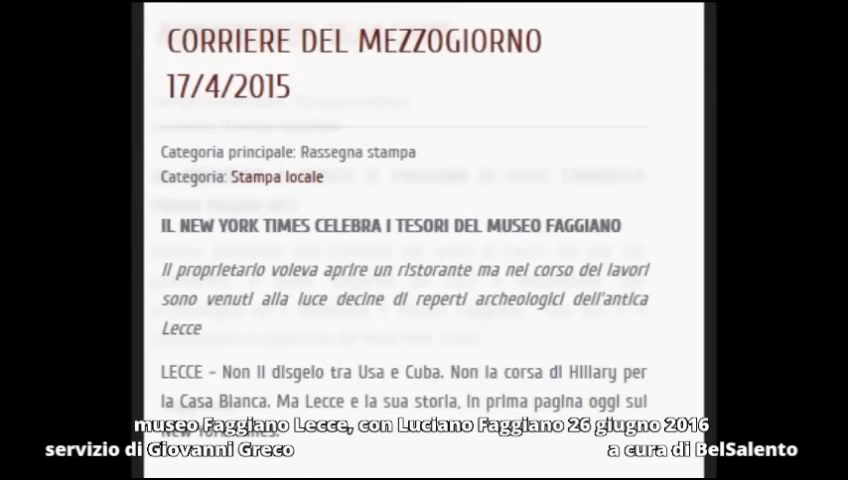 CORRIERE DEL MEZZOGIORNO
17/4/2015
Categoria principale: Rassegna stampa
Categoria: Stampa locale
IL NEW YORK TIMES CELEBRA I TESORI DEL MUSEO FAGGIANO
Il proprietario voleva aprire un ristorante ma nel corso dei lavori
sono venuti alla luce decine di reperti archeologici dell'antica
Lecce
LECCE - Non il disgelo tra Usa e Cuba. Non la corsa di Hillary per
la Casa Bianca. Ma Lecce e la sua storia, in prima pagina oggi sul
New York Times.
museo Faggiano Lecce, con Luciano Faggiano 26 giugno 2016
servizio di Giovanni Greco a cura di BelSalento